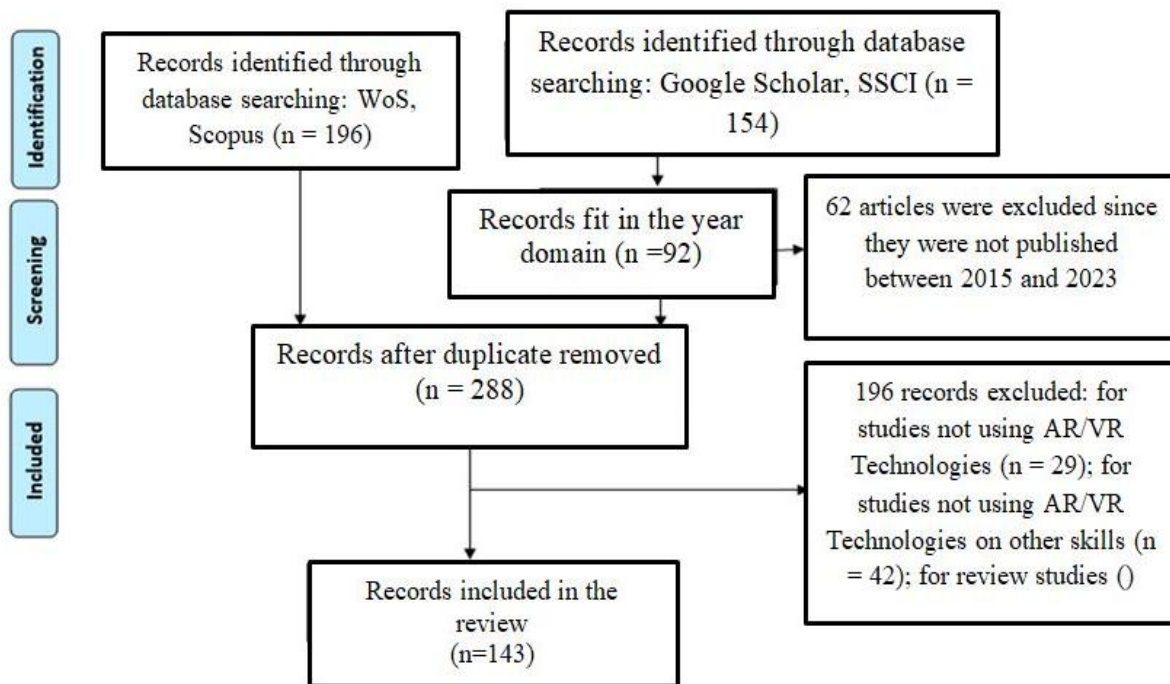 Identification
Records identified through
database searching: WoS,
Scopus (n = 196)
Records identified through database
searching: Google Scholar, SSCI (n =
154)
Screening
Records fit in the year
domain (n =92)
62 articles were excluded since
they were not published
between 2015 and 2023
Records after duplicate removed
(n = 288)
Included
196 records excluded: for
studies not using AR/VR
Technologies (n = 29); for
studies not using AR/VR
Technologies on other skills (n
= 42); for review studies ()
Records included in the
review
(n=143)